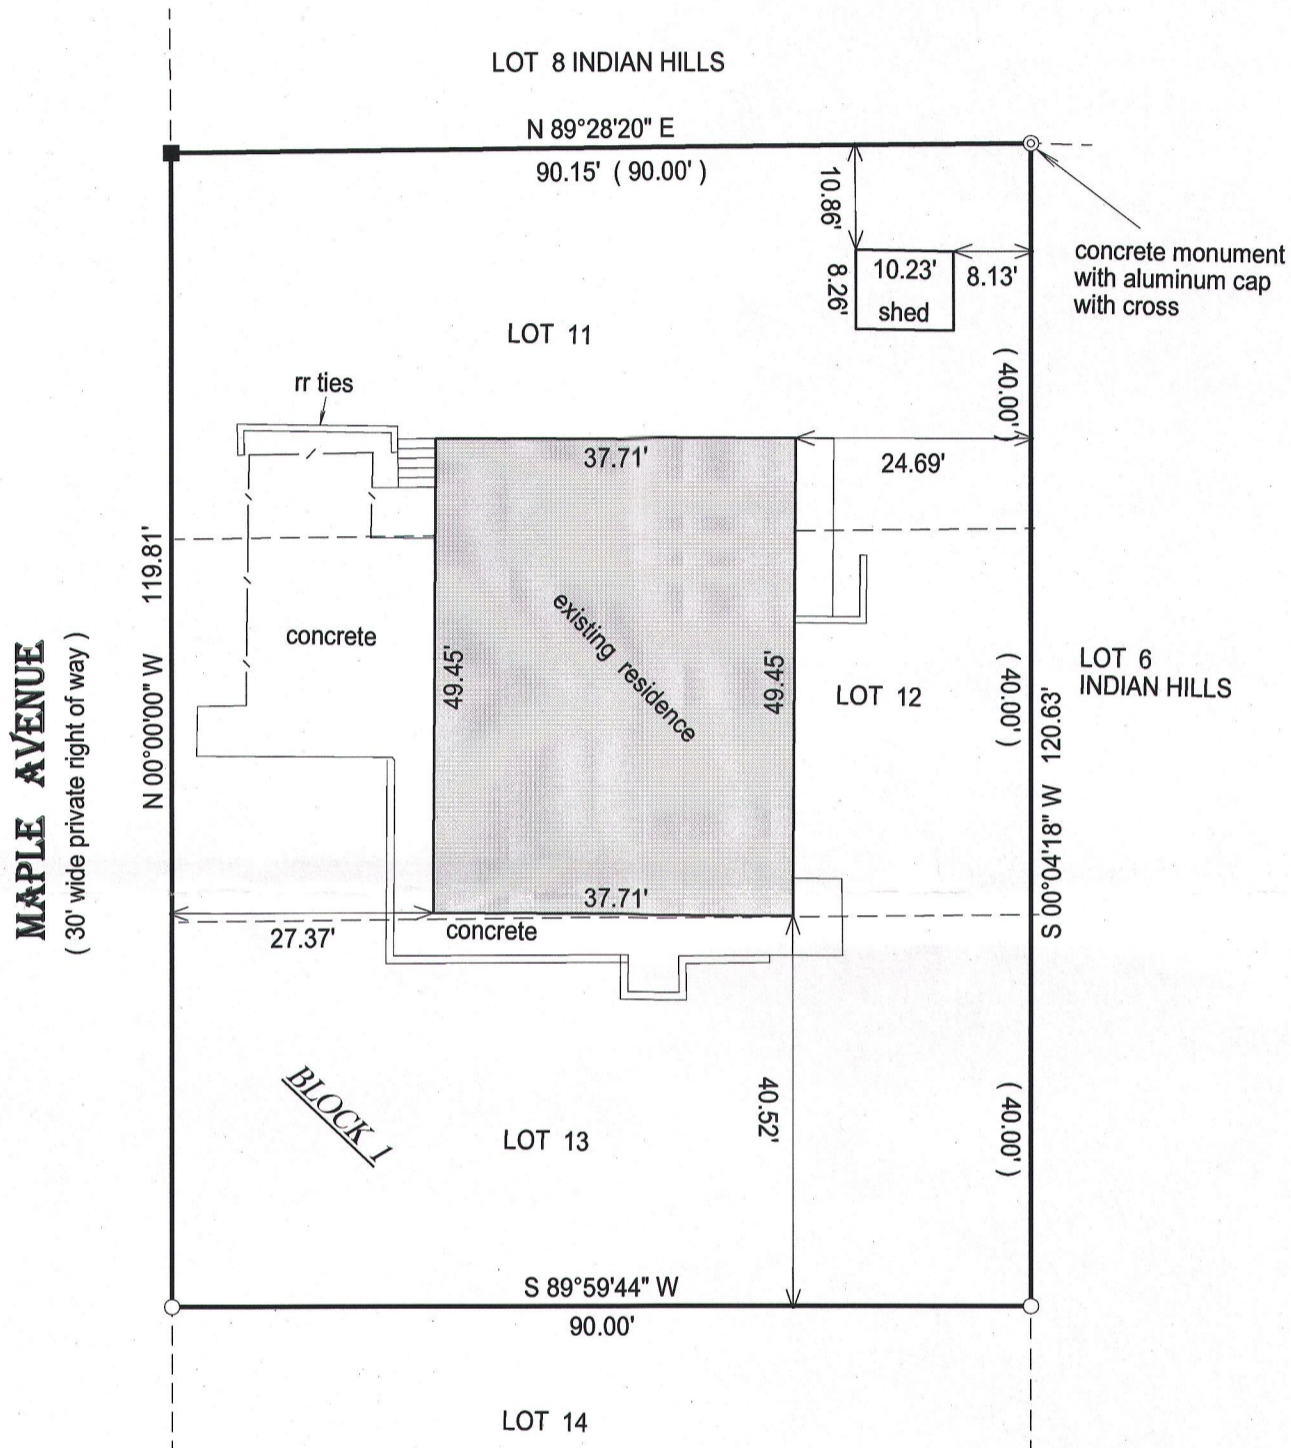 LOT 8 INDIAN HILLS
N 89°28'20" E
90.15' ( 90.00' )
10.86'
concrete monument
with aluminum cap
with cross
10.23'
8.13'
8.26'
shed
LOT 11
( 40.00' )
rr ties
37.71'
24.69'
119.81'
N 00°00'00" W
MAPLE AVENUE
( 30' wide private right of way )
concrete
49.45'
existing residence
49.45'
LOT 12
( 40.00' )
LOT 6
INDIAN HILLS
S 00°04'18" W 120.63'
37.71'
27.37'
concrete
BLOCK 1
LOT 13
40.52'
( 40.00' )
S 89°59'44" W
90.00'
LOT 14